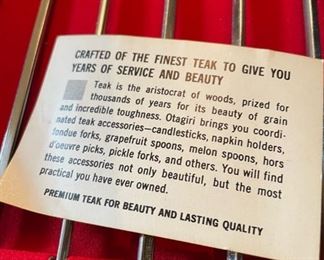 CRAFTED OF THE FINEST TEAK TO GIVE YOU
YEARS OF SERVICE AND BEAUTY
Teak is the aristocrat of woods, prized for
thousands of years for its beauty of grain
and incredible toughness. Otagiri brings you coordi-
nated teak accessories—candlesticks, napkin holders,
fondue forks, grapefruit spoons, melon spoons, hors
d'oeuvre picks, pickle forks, and others. You will find
these accessories not only beautiful, but the most
practical you have ever owned.
PREMIUM TEAK FOR BEAUTY AND LASTING QUALITY